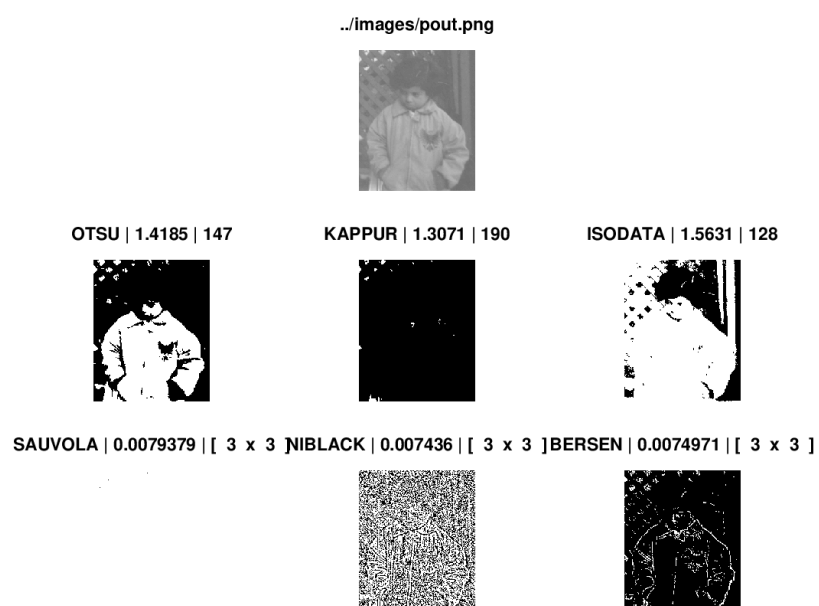 ../images/pout.png
OTSU | 1.4185 | 147
KAPPUR | 1.3071 | 190
ISODATA | 1.5631 | 128
SAUVOLA | 0.0079379 | [ 3 x 3 ]
NIBLACK | 0.007436 | [ 3 x 3 ]
BERSEN | 0.0074971 | [ 3 x 3 ]